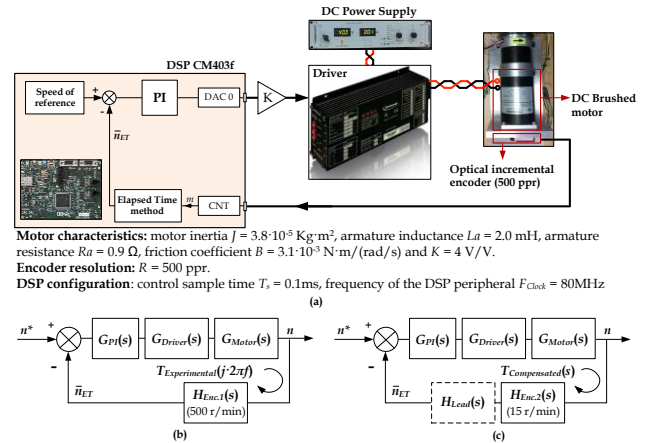 DC Power Supply
DSP CM403f
Driver
Speed of reference
+
-
PI
DAC 0
K
n̅ET
Elapsed Time method
m
CNT
DC Brushed motor
Optical incremental encoder (500 ppr)
Motor characteristics: motor inertia J = 3.8·10⁻⁵ Kg·m², armature inductance La = 2.0 mH, armature
resistance Ra = 0.9 Ω, friction coefficient B = 3.1·10⁻³ N·m/(rad/s) and K = 4 V/V.
Encoder resolution: R = 500 ppr.
DSP configuration: control sample time Ts = 0.1ms, frequency of the DSP peripheral FClock = 80MHz
(a)
n*
+
-
GPI(s)
GDriver(s)
GMotor(s)
n
n̅ET
TExperimental(j·2πf)
HEnc.1(s)
(500 r/min)
(b)
n*
+
-
GPI(s)
GDriver(s)
GMotor(s)
n
n̅ET
TCompensated(s)
HLead(s)
HEnc.2(s)
(15 r/min)
(c)